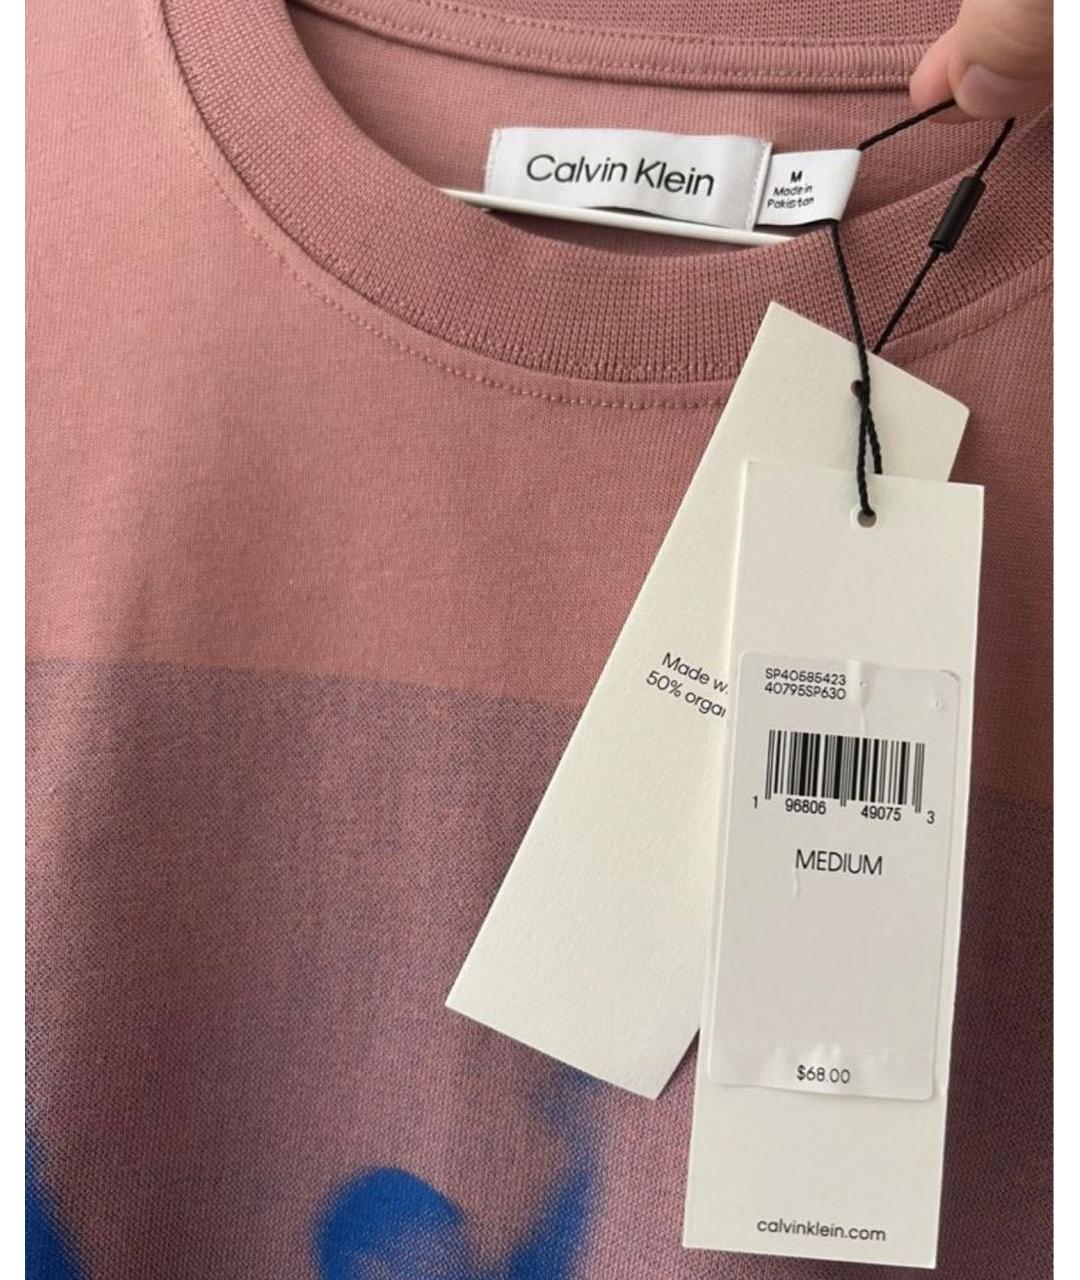 Calvin Klein
M
Made in
Pakistan
Made w
50% orga
SP40585423
40795SP630
1 96806 49075 3
MEDIUM
$68.00
calvinklein.com